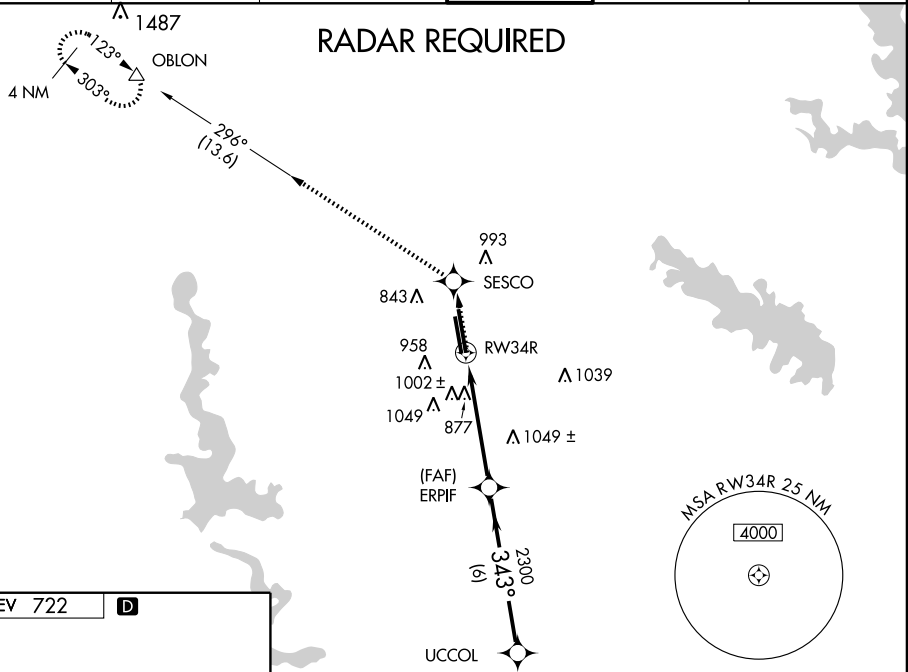 1487
RADAR REQUIRED
123°
OBLON
4 NM
303°
296°
(13.6)
993
SESCO
843
958
RW34R
1002 ±
1039
1049
877
1049 ±
(FAF)
ERPIF
MSA RW34R 25 NM
4000
2300
343°
(6)
EV 722 D
UCCOL